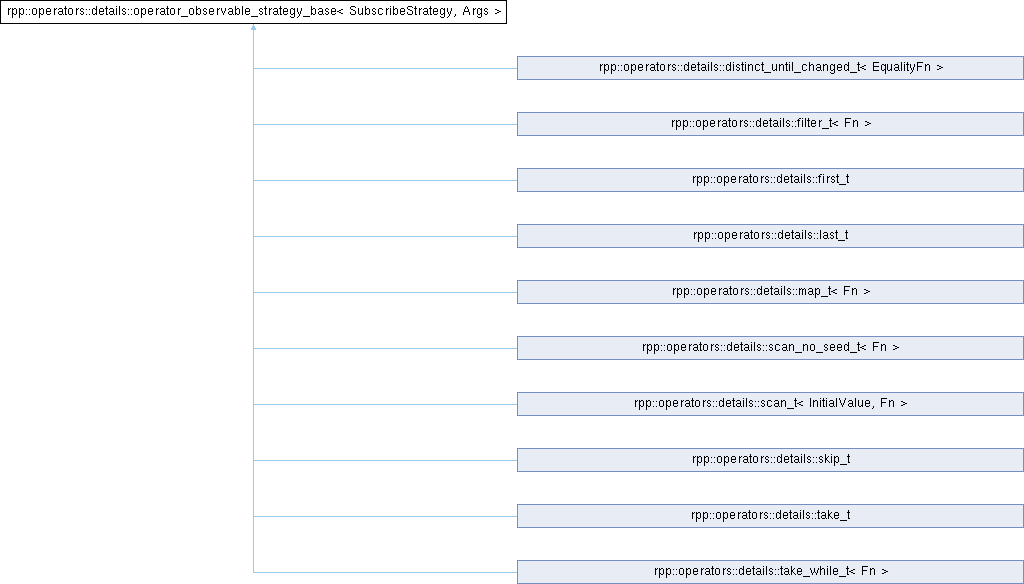 rpp::operators::details::operator_observable_strategy_base< SubscribeStrategy, Args >
rpp::operators::details::distinct_until_changed_t< EqualityFn >
rpp::operators::details::filter_t< Fn >
rpp::operators::details::first_t
rpp::operators::details::last_t
rpp::operators::details::map_t< Fn >
rpp::operators::details::scan_no_seed_t< Fn >
rpp::operators::details::scan_t< InitialValue, Fn >
rpp::operators::details::skip_t
rpp::operators::details::take_t
rpp::operators::details::take_while_t< Fn >